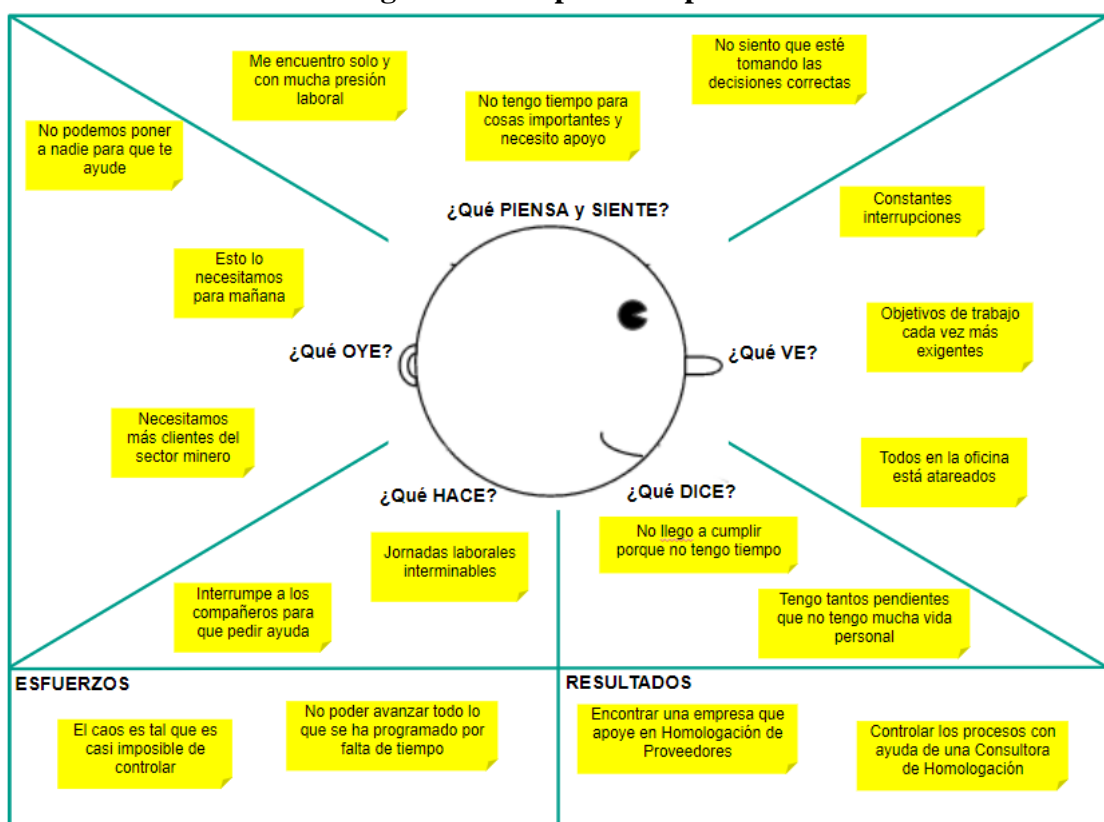 Me encuentro solo y
con mucha presión
laboral
No tengo tiempo para
cosas importantes y
necesito apoyo
No siento que esté
tomando las
decisiones correctas
¿Qué PIENSA y SIENTE?
No podemos poner
a nadie para que te
ayude
Esto lo
necesitamos
para mañana
¿Qué OYE?
Necesitamos
más clientes del
sector minero
Constantes
interrupciones
Objetivos de trabajo
cada vez más
exigentes
¿Qué VE?
Todos en la oficina
está atareados
¿Qué HACE?
Jornadas laborales
interminables
Interrumpe a los
compañeros para
que pedir ayuda
¿Qué DICE?
No llego a cumplir
porque no tengo tiempo
Tengo tantos pendientes
que no tengo mucha vida
personal
ESFUERZOS
El caos es tal que es
casi imposible de
controlar
No poder avanzar todo lo
que se ha programado por
falta de tiempo
RESULTADOS
Encontrar una empresa que
apoye en Homologación de
Proveedores
Controlar los procesos con
ayuda de una Consultora
de Homologación